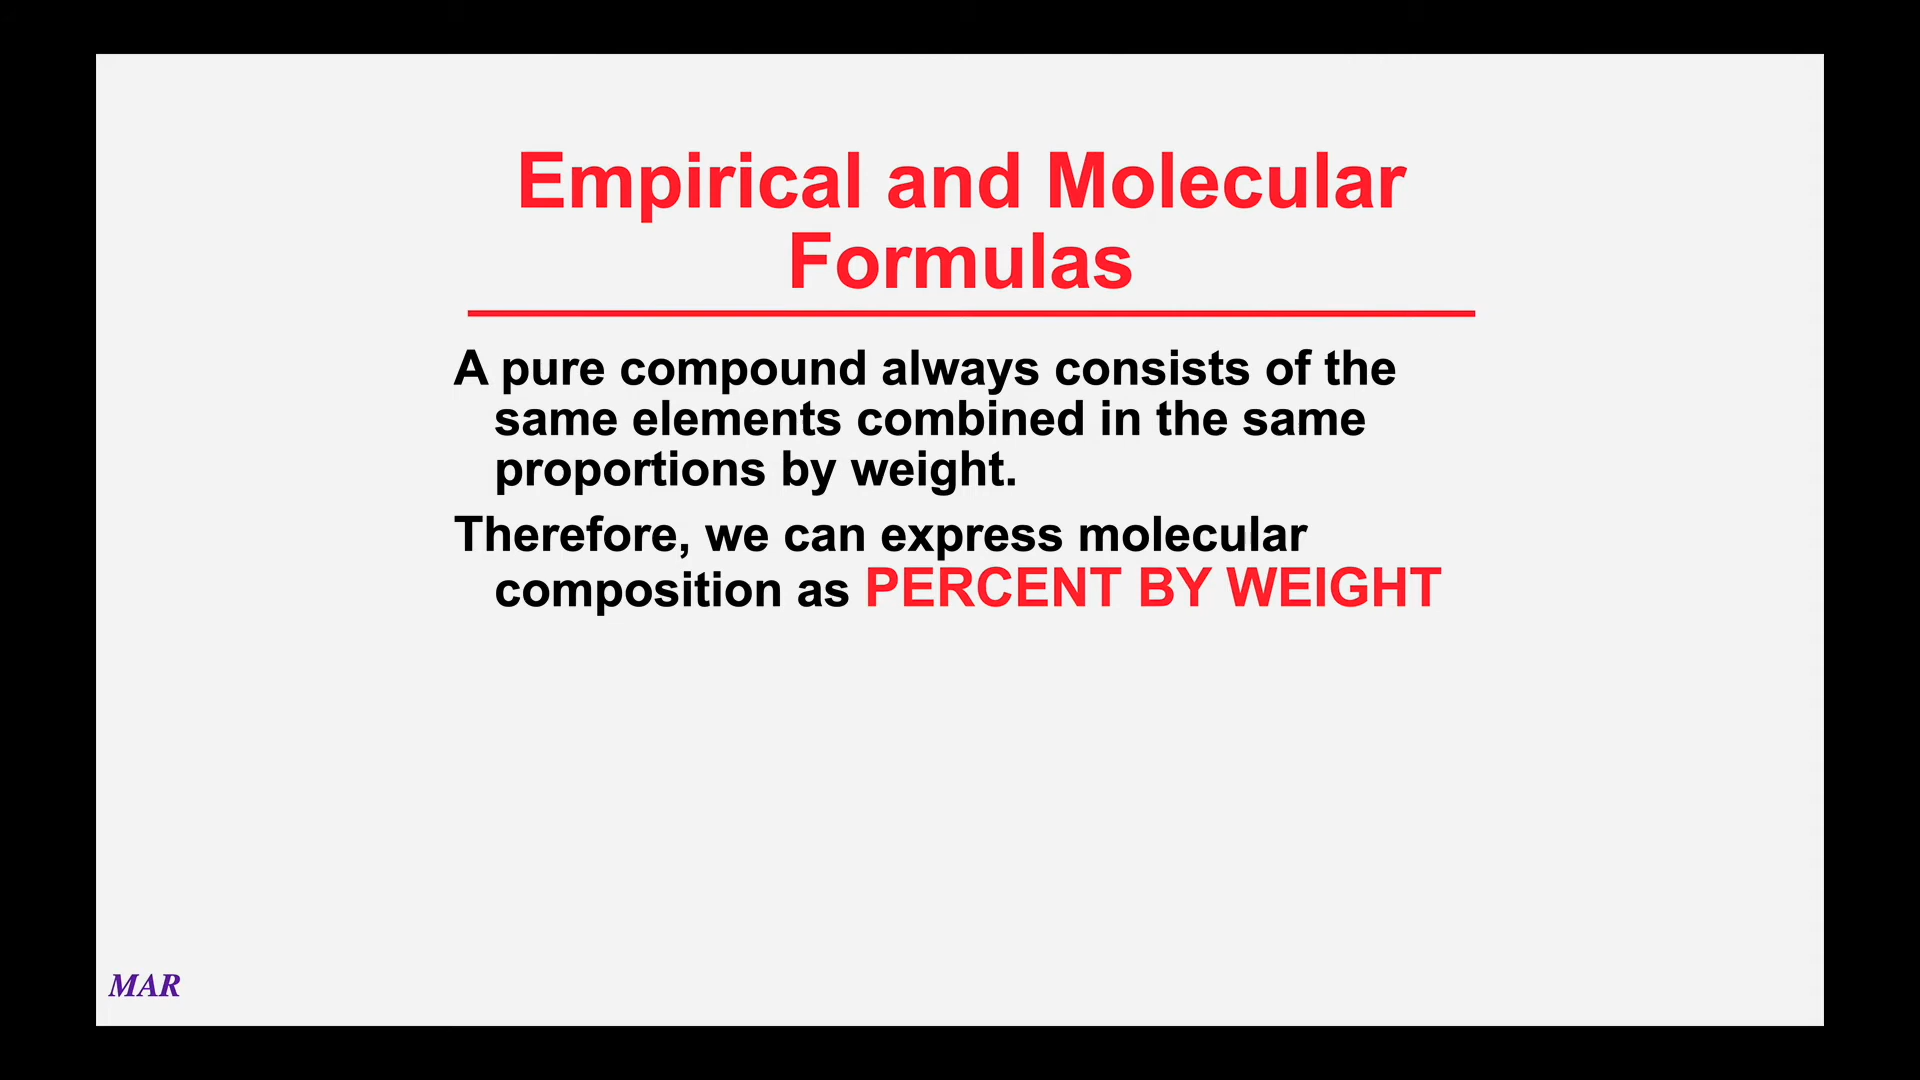 Empirical and Molecular
Formulas
A pure compound always consists of the
same elements combined in the same
proportions by weight.
Therefore, we can express molecular
composition as PERCENT BY WEIGHT
MAR